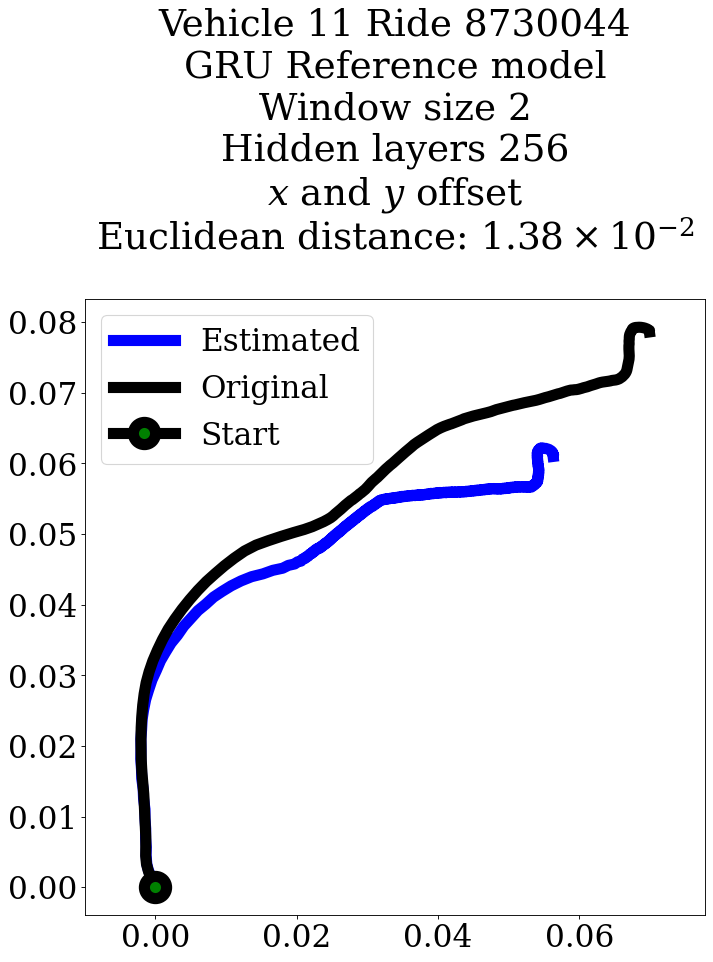 Vehicle 11 Ride 8730044
GRU Reference model
Window size 2
Hidden layers 256
x and y offset
Euclidean distance: 1.38 × 10⁻²
Estimated
Original
Start
0.08
0.07
0.06
0.05
0.04
0.03
0.02
0.01
0.00
0.00 0.02 0.04 0.06